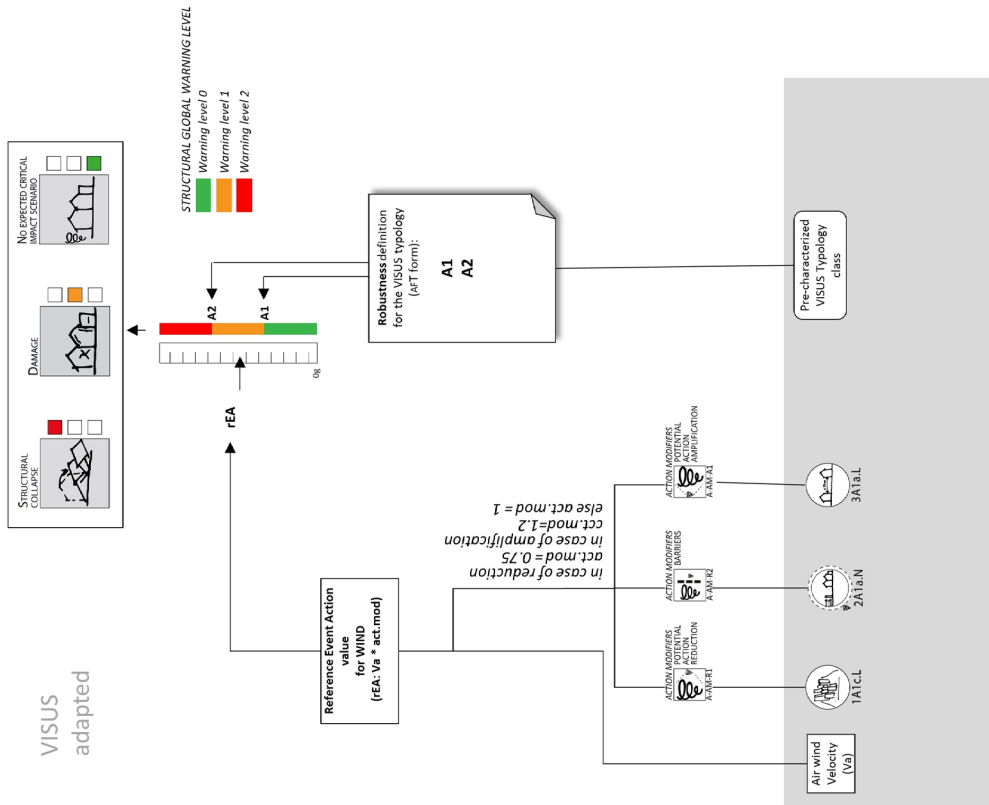 VISUS
adapted
STRUCTURAL
COLLAPSE
DAMAGE
NO EXPECTED CRITICAL
IMPACT SCENARIO
STRUCTURAL GLOBAL WARNING LEVEL
Warning level 0
Warning level 1
Warning level 2
rEA
A2
A1
0g
Reference Event Action
value
for WIND
(rEA: Va * act.mod)
Robustness definition
for the VISUS typology
(AFT form):
A1
A2
in case of reduction
act.mod = 0.75
in case of amplification
cct.mod=1.2
else act.mod = 1
ACTION MODIFIERS
POTENTIAL
ACTION
REDUCTION
A-AM-R1
ACTION MODIFIERS
BARRIERS
A-AM-R2
ACTION MODIFIERS
POTENTIAL
ACTION
AMPLIFICATION
A-AM-A1
Air wind
Velocity
(Va)
1A1c.L
2A1a.N
3A1a.L
Pre-characterized
VISUS Typology
class